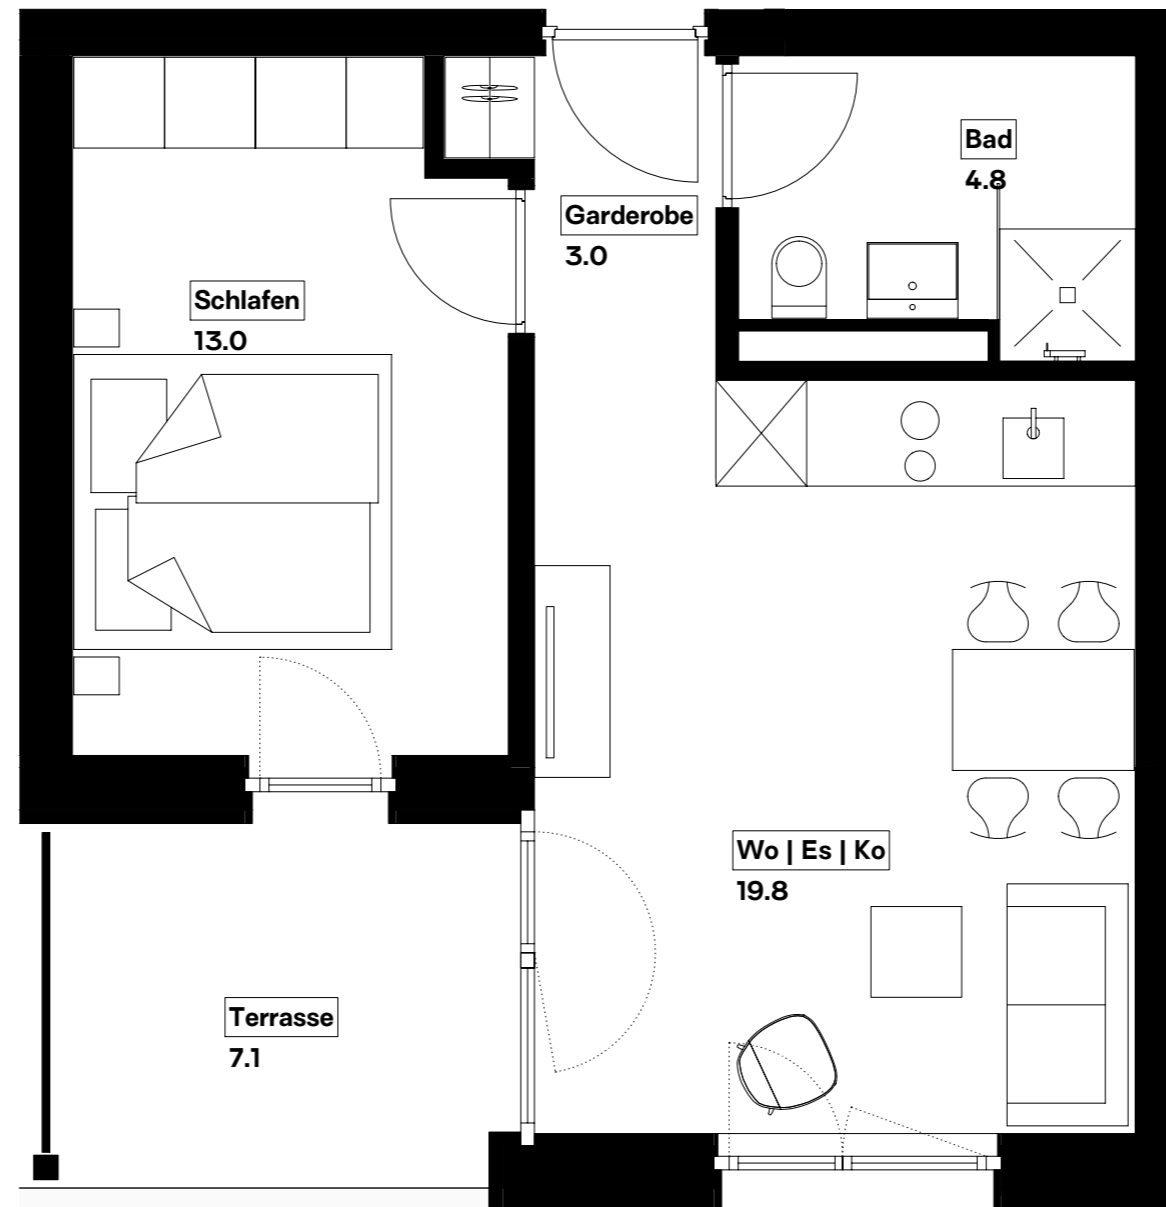 Bad
4.8
Garderobe
3.0
Schlafen
13.0
Wo | Es | Ko
19.8
Terrasse
7.1